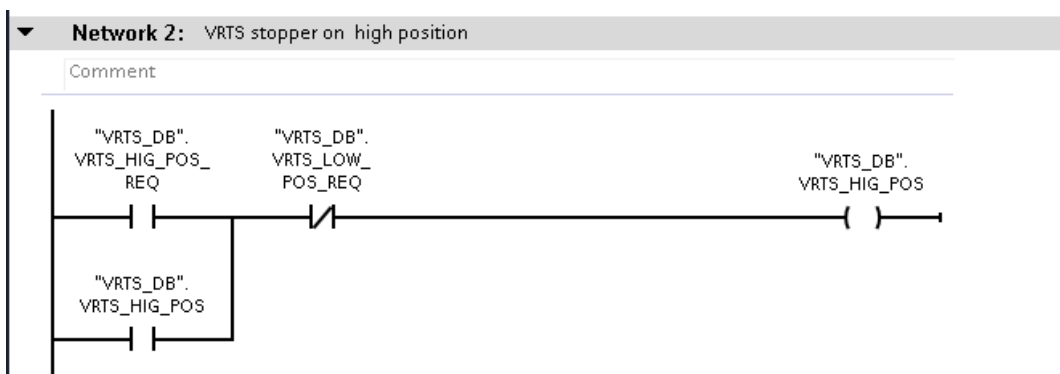 Network 2: VRTS stopper on high position
Comment
"VRTS_DB".
VRTS_HIG_POS_
REQ
"VRTS_DB".
VRTS_LOW_
POS_REQ
"VRTS_DB".
VRTS_HIG_POS
"VRTS_DB".
VRTS_HIG_POS